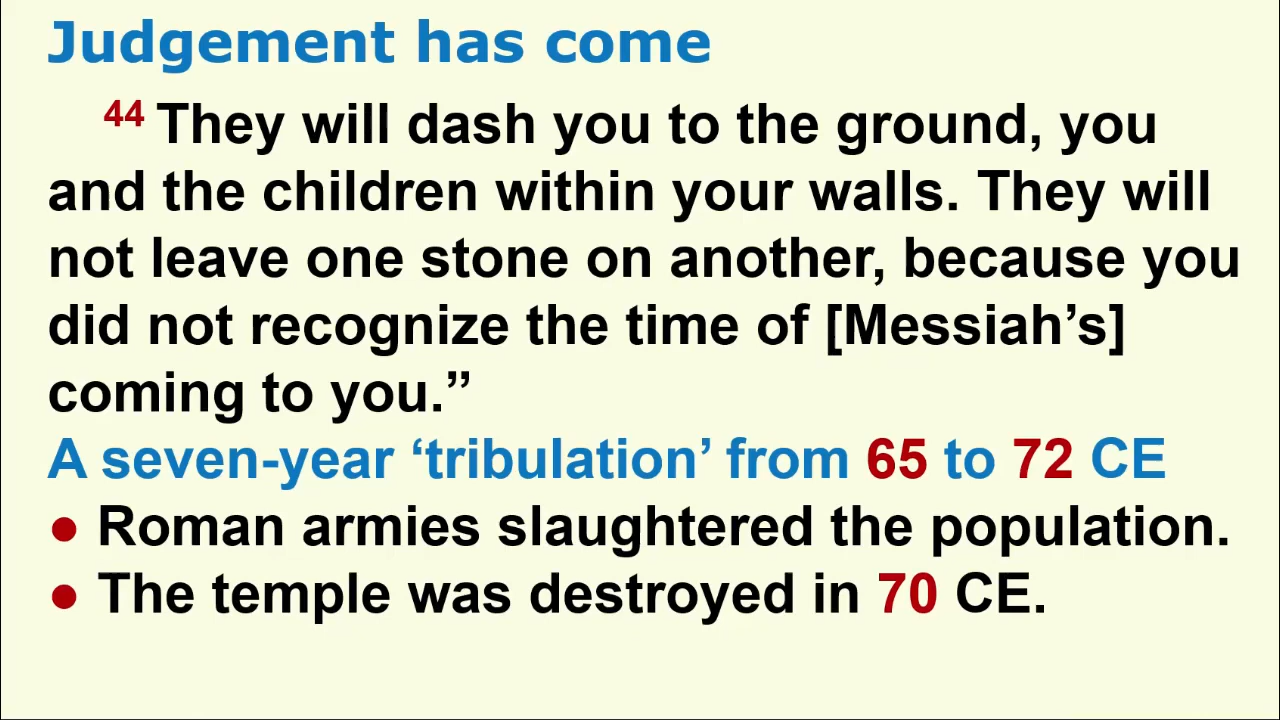 Judgement has come
44 They will dash you to the ground, you
and the children within your walls. They will
not leave one stone on another, because you
did not recognize the time of [Messiah’s]
coming to you.”
A seven-year ‘tribulation’ from 65 to 72 CE
● Roman armies slaughtered the population.
● The temple was destroyed in 70 CE.